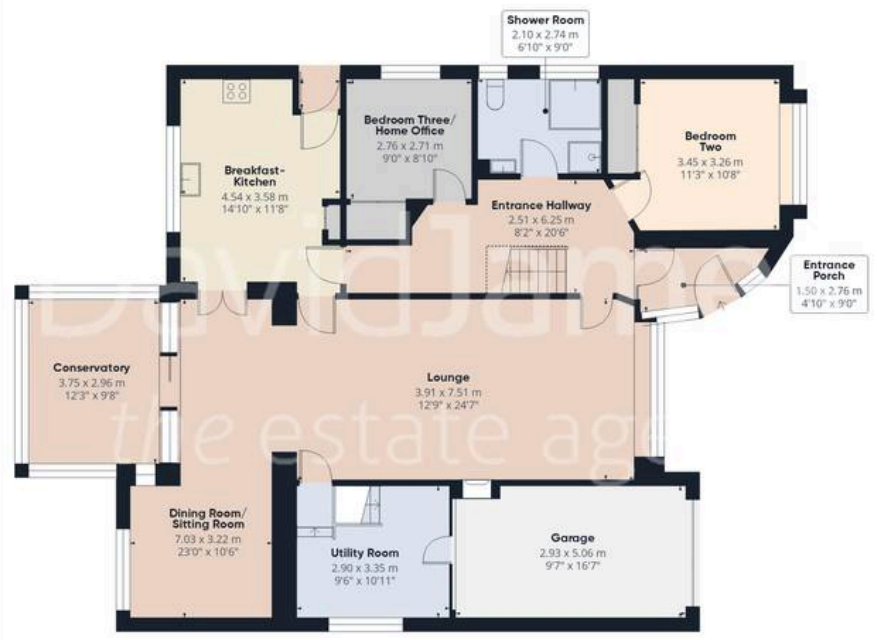 Shower Room
2.10 x 2.74 m
6'10" x 9'0"
Bedroom Three/
Home Office
2.76 x 2.71 m
9'0" x 8'10"
Bedroom
Two
3.45 x 3.26 m
11'3" x 10'8"
Breakfast-
Kitchen
4.54 x 3.58 m
14'10" x 11'8"
Entrance Hallway
2.51 x 6.25 m
8'2" x 20'6"
Entrance
Porch
1.50 x 2.76 m
4'10" x 9'0"
David Jame
Conservatory
3.75 x 2.96 m
12'3" x 9'8"
Lounge
3.91 x 7.51 m
12'9" x 24'7"
the estate age
Dining Room/
Sitting Room
7.03 x 3.22 m
23'0" x 10'6"
Utility Room
2.90 x 3.35 m
9'6" x 10'11"
Garage
2.93 x 5.06 m
9'7" x 16'7"